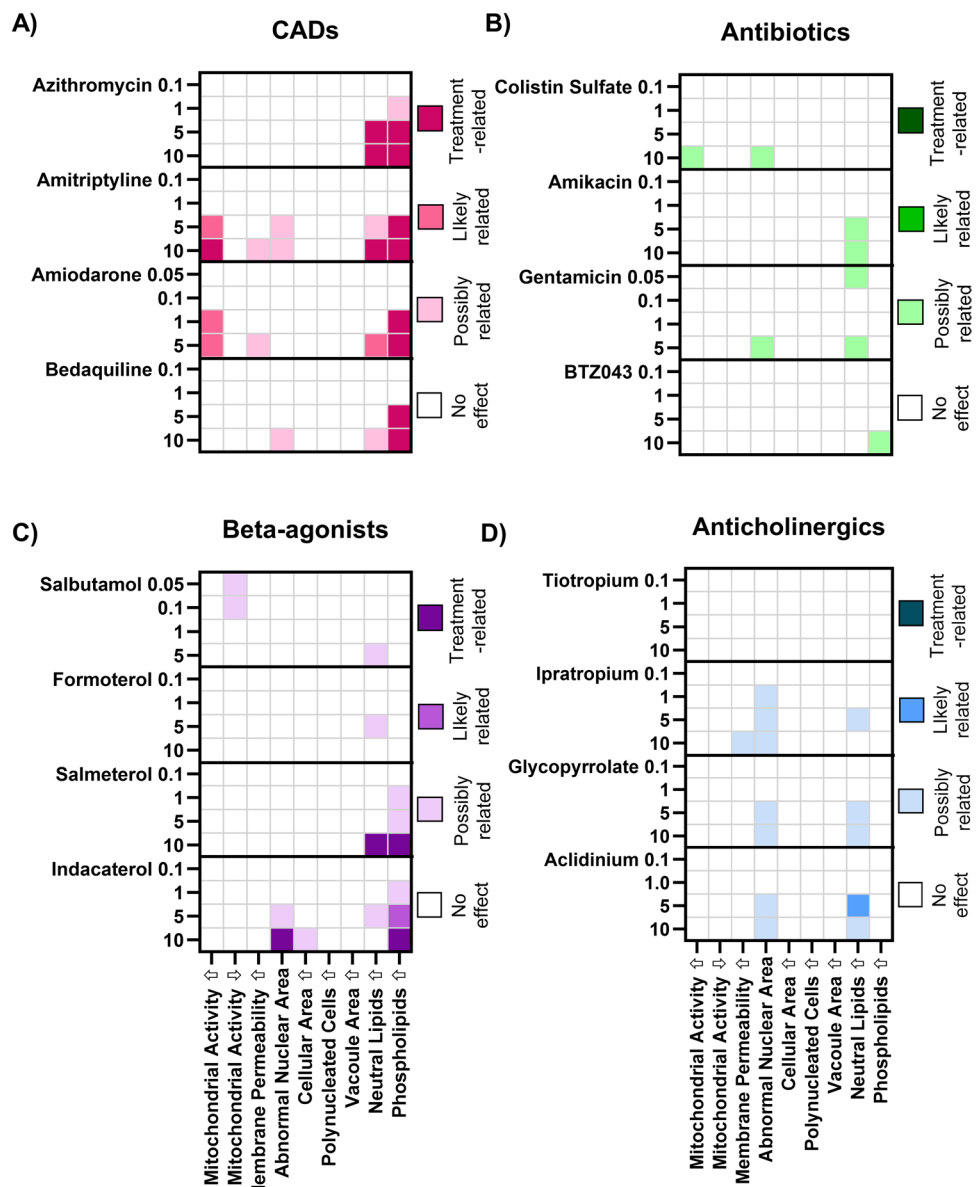 A)
CADs
Azithromycin 0.1
1
5
10
Amitriptyline 0.1
1
5
10
Amiodarone 0.05
0.1
1
5
Bedaquiline 0.1
1
5
10
Treatment
-related
LIkely
related
Possibly
related
No
effect
B)
Antibiotics
Colistin Sulfate 0.1
1
5
10
Amikacin 0.1
1
5
10
Gentamicin 0.05
0.1
1
5
BTZ043 0.1
1
5
10
Treatment
-related
LIkely
related
Possibly
related
No
effect
C)
Beta-agonists
Salbutamol 0.05
0.1
1
5
Formoterol 0.1
1
5
10
Salmeterol 0.1
1
5
10
Indacaterol 0.1
1
5
10
Treatment
-related
LIkely
related
Possibly
related
No
effect
Mitochondrial Activity ⇧
Mitochondrial Activity ⇩
Membrane Permeability ⇧
Abnormal Nuclear Area
Cellular Area ⇧
Polynucleated Cells ⇧
Vacoule Area ⇧
Neutral Lipids ⇧
Phospholipids ⇧
D)
Anticholinergics
Tiotropium 0.1
1
5
10
Ipratropium 0.1
1
5
10
Glycopyrrolate 0.1
1
5
10
Aclidinium 0.1
1.0
5
10
Treatment
-related
LIkely
related
Possibly
related
No
effect
Mitochondrial Activity ⇧
Mitochondrial Activity ⇩
Membrane Permeability ⇧
Abnormal Nuclear Area
Cellular Area ⇧
Polynucleated Cells ⇧
Vacoule Area ⇧
Neutral Lipids ⇧
Phospholipids ⇧